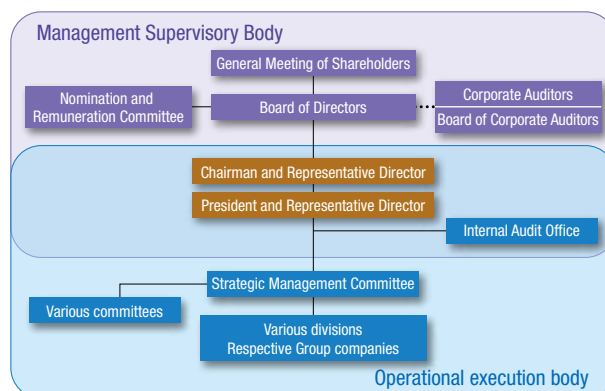 Management Supervisory Body
General Meeting of Shareholders
Nomination and
Remuneration Committee
Board of Directors
Corporate Auditors
Board of Corporate Auditors
Chairman and Representative Director
President and Representative Director
Internal Audit Office
Strategic Management Committee
Various committees
Various divisions
Respective Group companies
Operational execution body